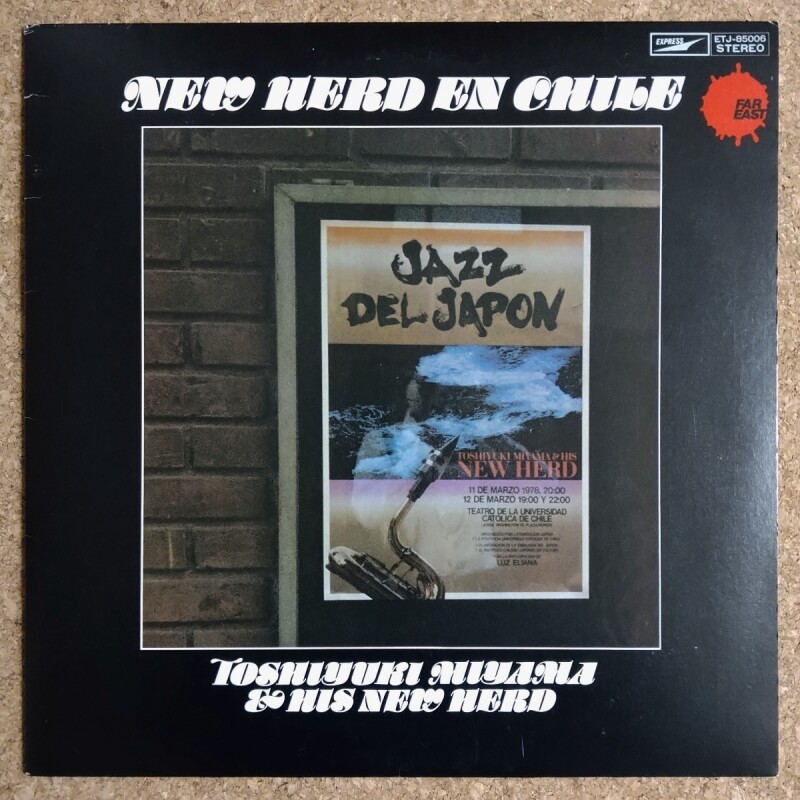 EXPRESS
ETJ-85006
STEREO
NEW HERD EN CHILE
FAR
EAST
JAZZ
DEL JAPON
TOSHIYUKI MIYAMA & HIS
NEW HERD
11 DE MARZO 1978. 20:00
12 DE MARZO 19:00 Y 22:00
TEATRO DE LA UNIVERSIDAD
CATOLICA DE CHILE
LUZ ELIANA
TOSHIYUKI MIYAMA
& HIS NEW HERD